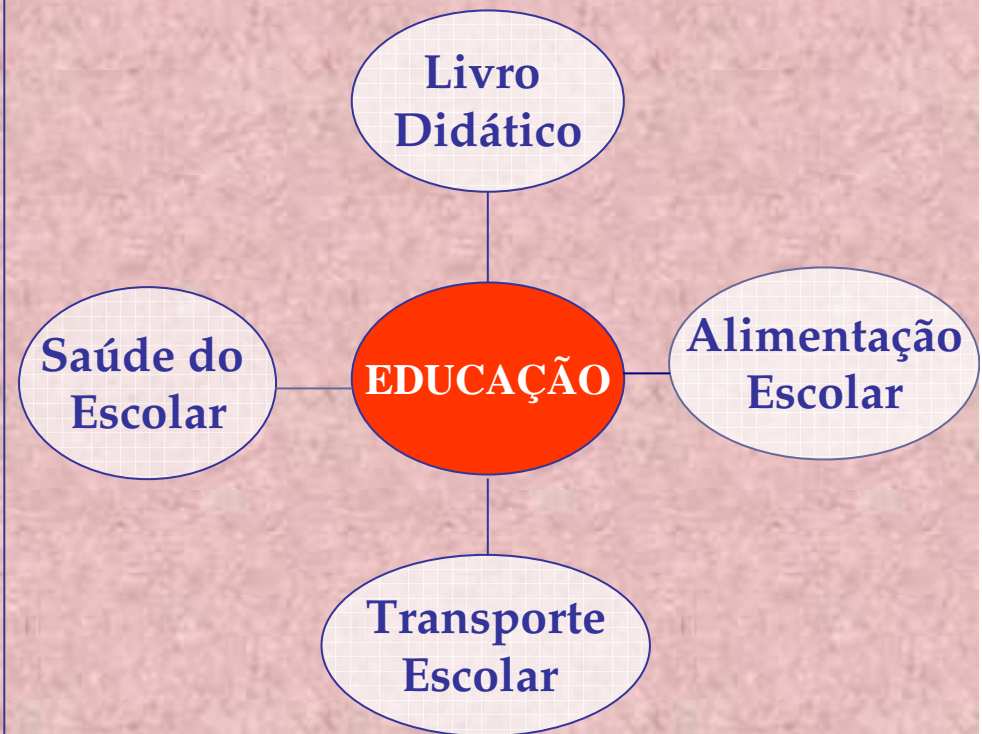 Livro
Didático
Saúde do
Escolar
EDUCAÇÃO
Alimentação
Escolar
Transporte
Escolar